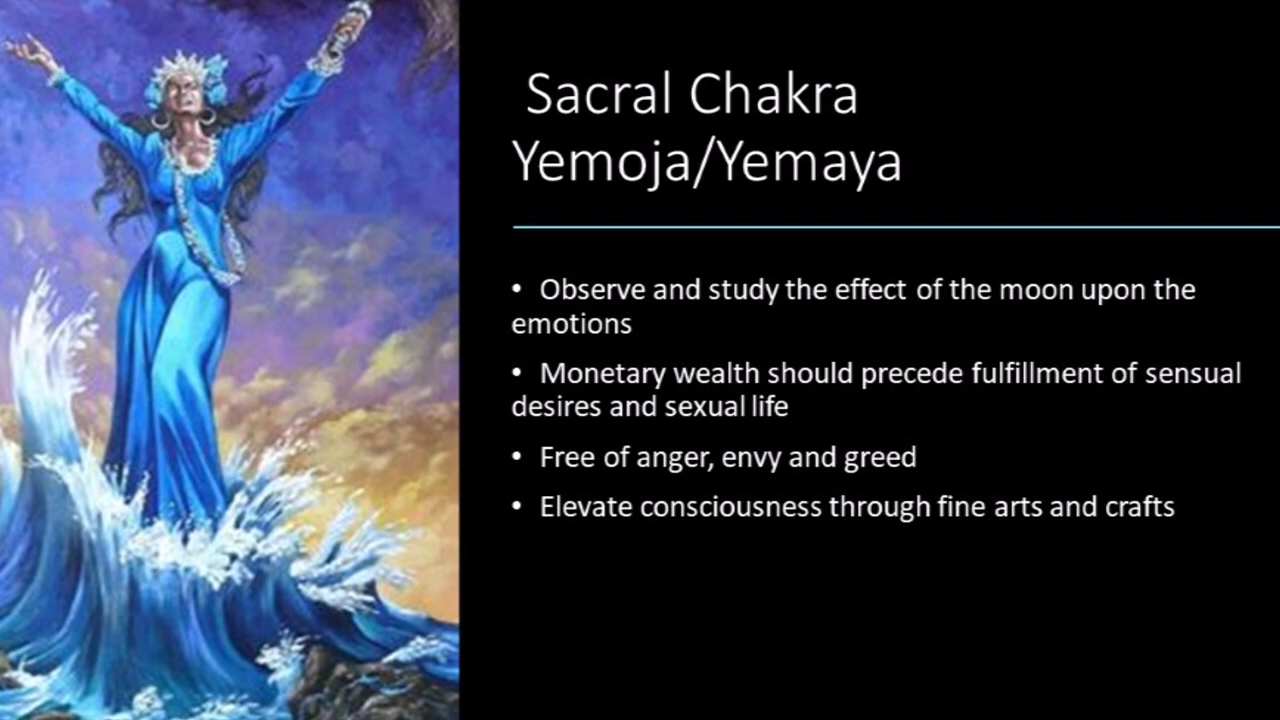 Sacral Chakra
Yemoja/Yemaya
• Observe and study the effect of the moon upon the
emotions
• Monetary wealth should precede fulfillment of sensual
desires and sexual life
• Free of anger, envy and greed
• Elevate consciousness through fine arts and crafts